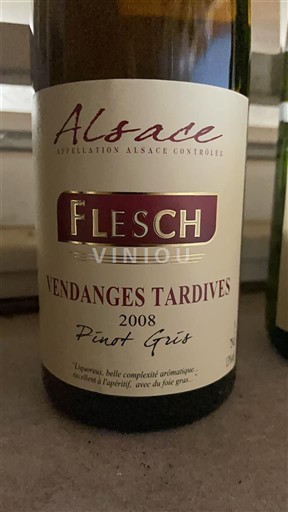 Alsace
APPELLATION ALSACE CONTRÔLÉE
FLESCH
VINIOU
VENDANGES TARDIVES
2008
Pinot Gris
"Liquoreux, belle complexité aromatique...
excellent à l'apéritif, avec du foie gras..."